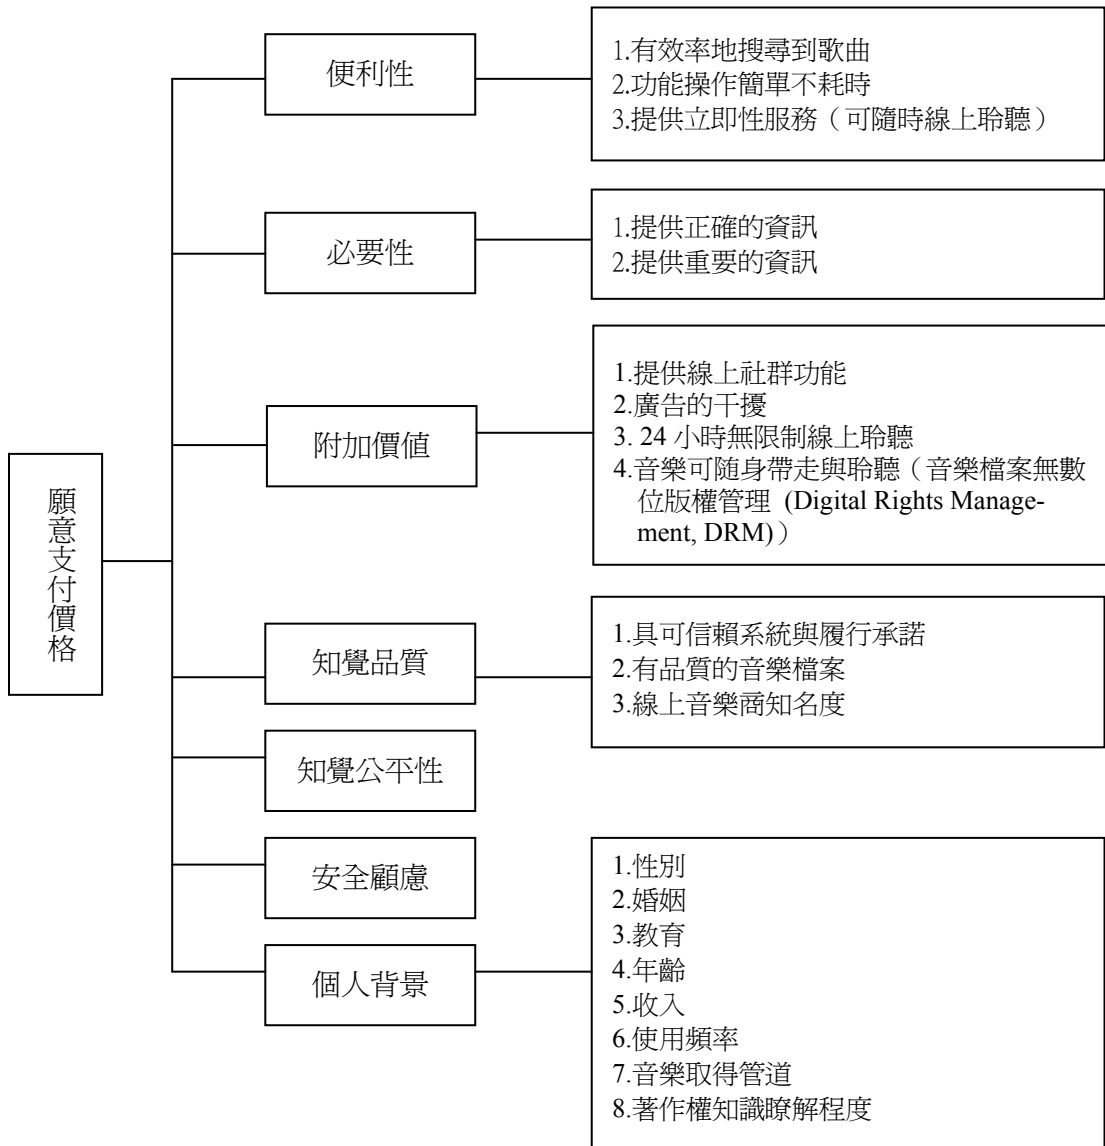 願意支付價格
便利性
1.有效率地搜尋到歌曲
2.功能操作簡單不耗時
3.提供立即性服務（可隨時線上聆聽）
必要性
1.提供正確的資訊
2.提供重要的資訊
附加價值
1.提供線上社群功能
2.廣告的干擾
3. 24 小時無限制線上聆聽
4.音樂可随身帶走與聆聽（音樂檔案無數
位版權管理 (Digital Rights Manage-
ment, DRM)）
知覺品質
1.具可信賴系統與履行承諾
2.有品質的音樂檔案
3.線上音樂商知名度
知覺公平性
安全顧慮
個人背景
1.性別
2.婚姻
3.教育
4.年齡
5.收入
6.使用頻率
7.音樂取得管道
8.著作權知識瞭解程度